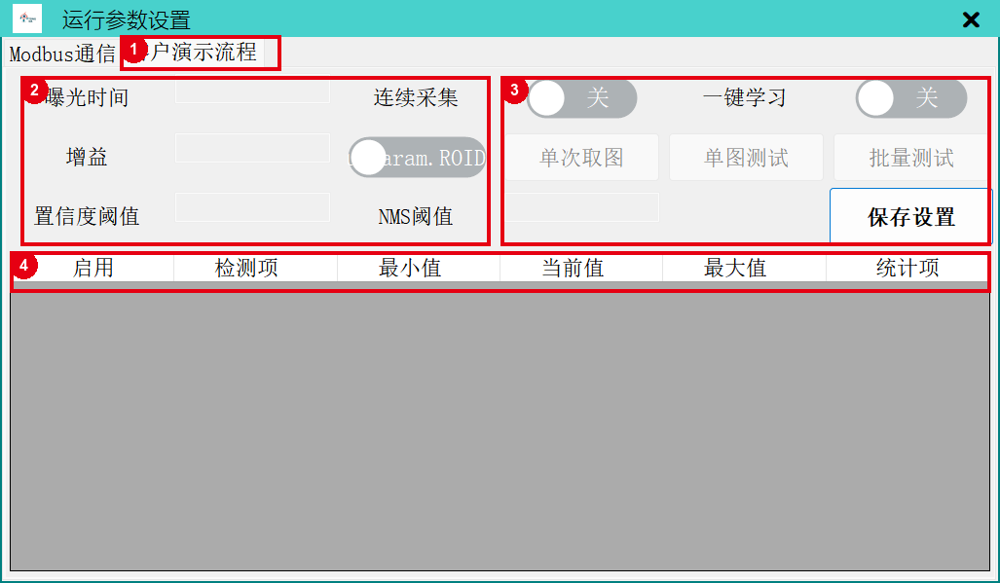 运行参数设置
Modbus通信 1 户演示流程
2 曝光时间 连续采集 3 关 一键学习 关
增益 aram.ROID 单次取图 单图测试 批量测试
置信度阈值 NMS阈值 保存设置
4 启用 检测项 最小值 当前值 最大值 统计项